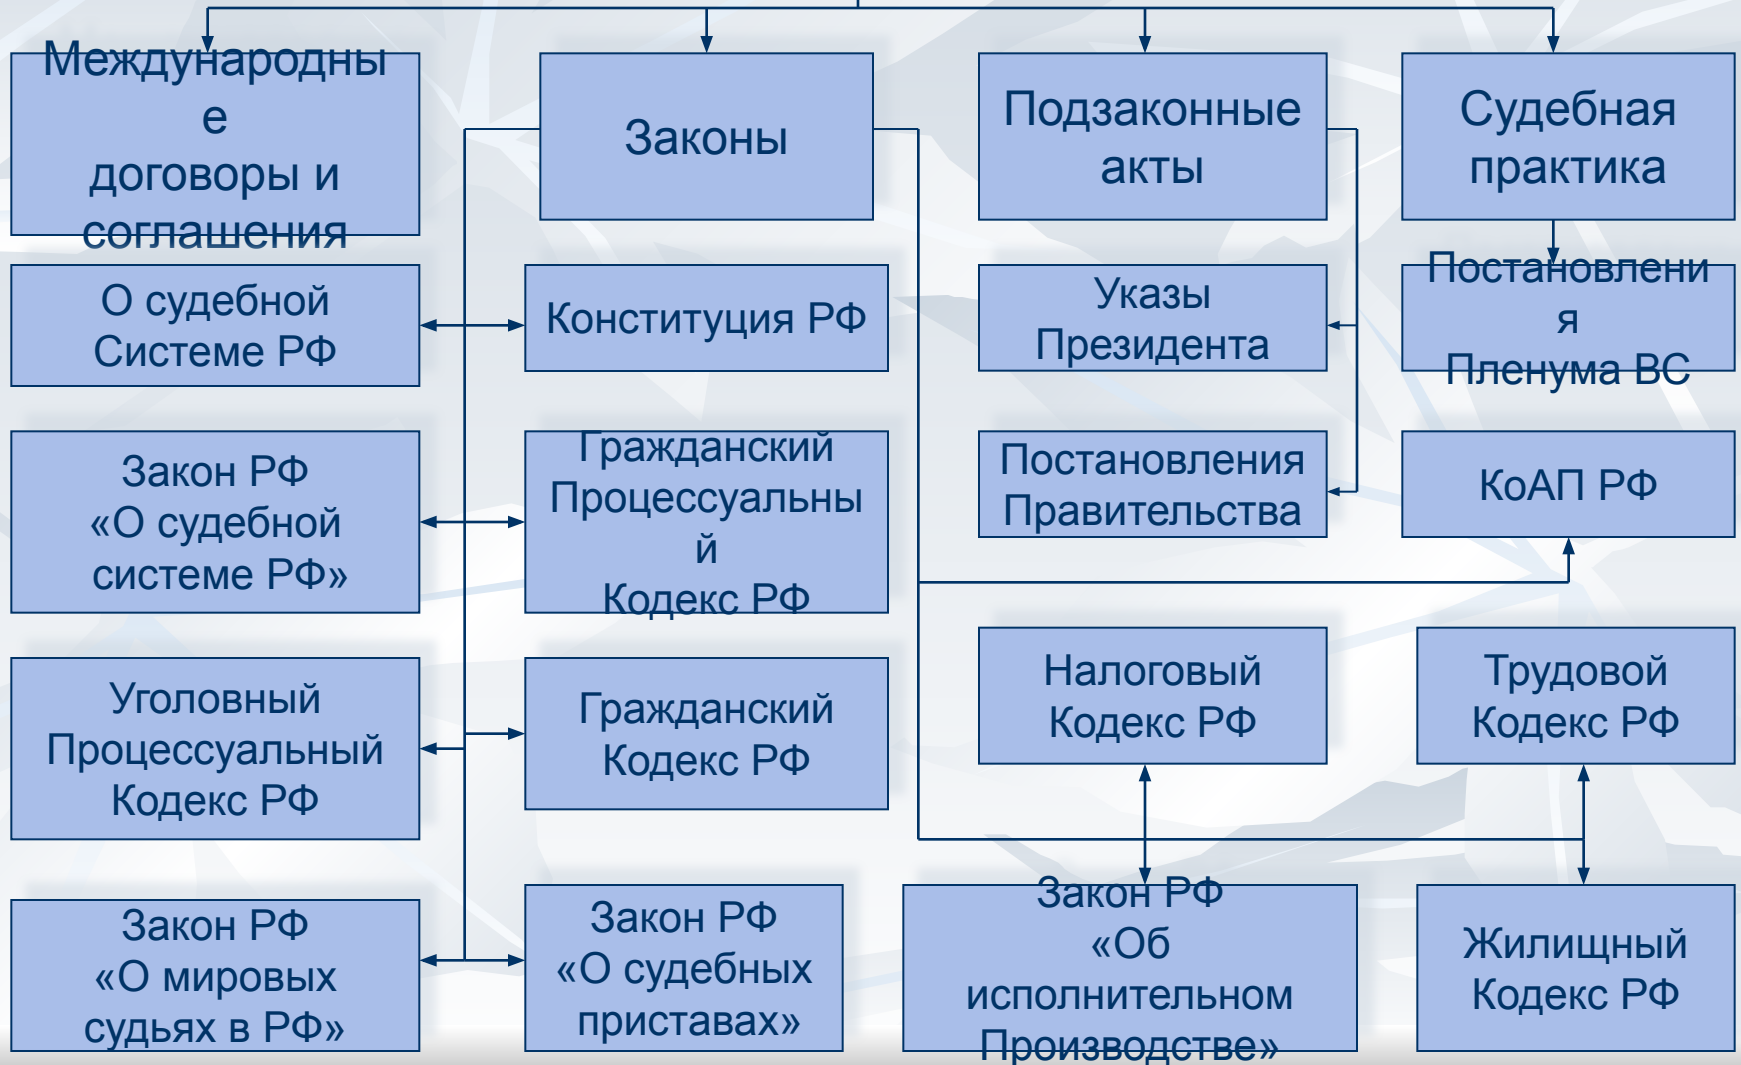 Международны
е
договоры и
соглашения
Законы
Подзаконные
акты
Судебная
практика
О судебной
Системе РФ
Конституция РФ
Указы
Президента
Постановлени
я
Пленума ВС
Закон РФ
«О судебной
системе РФ»
Гражданский
Процессуальны
й
Кодекс РФ
Постановления
Правительства
КоАП РФ
Уголовный
Процессуальный
Кодекс РФ
Гражданский
Кодекс РФ
Налоговый
Кодекс РФ
Трудовой
Кодекс РФ
Закон РФ
«О мировых
судьях в РФ»
Закон РФ
«О судебных
приставах»
Закон РФ
«Об
исполнительном
Производстве»
Жилищный
Кодекс РФ